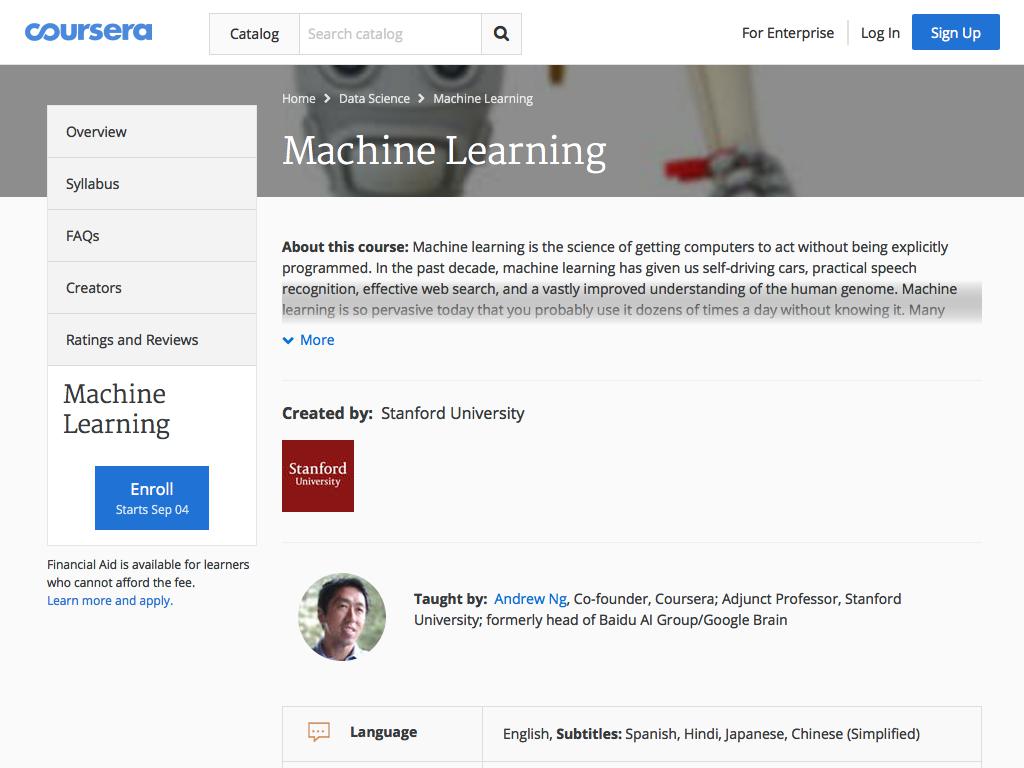 coursera
Catalog
Search catalog
For Enterprise
Log In
Sign Up
Home > Data Science > Machine Learning
Machine Learning
Overview
Syllabus
FAQs
Creators
Ratings and Reviews
Machine
Learning
Enroll
Starts Sep 04
Financial Aid is available for learners
who cannot afford the fee.
Learn more and apply.
About this course: Machine learning is the science of getting computers to act without being explicitly
programmed. In the past decade, machine learning has given us self-driving cars, practical speech
recognition, effective web search, and a vastly improved understanding of the human genome. Machine
learning is so pervasive today that you probably use it dozens of times a day without knowing it. Many
More
Created by: Stanford University
Stanford
University
Taught by: Andrew Ng, Co-founder, Coursera; Adjunct Professor, Stanford
University; formerly head of Baidu AI Group/Google Brain
Language
English, Subtitles: Spanish, Hindi, Japanese, Chinese (Simplified)